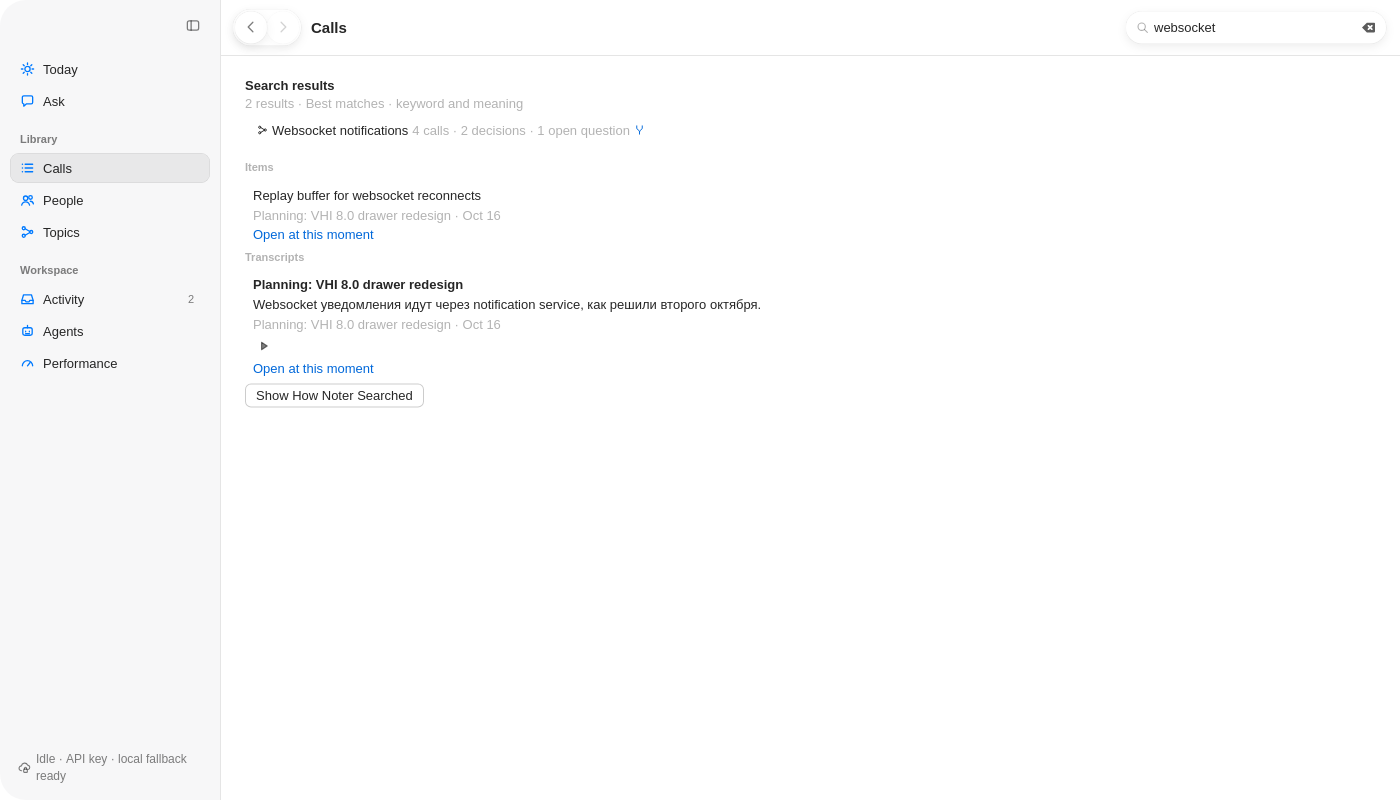 Calls
websocket
Today
Ask
Library
Calls
People
Topics
Workspace
Activity 2
Agents
Performance
Idle · API key · local fallback
ready
Search results
2 results · Best matches · keyword and meaning
Websocket notifications 4 calls · 2 decisions · 1 open question
Items
Replay buffer for websocket reconnects
Planning: VHI 8.0 drawer redesign · Oct 16
Open at this moment
Transcripts
Planning: VHI 8.0 drawer redesign
Websocket уведомления идут через notification service, как решили второго октября.
Planning: VHI 8.0 drawer redesign · Oct 16
Open at this moment
Show How Noter Searched